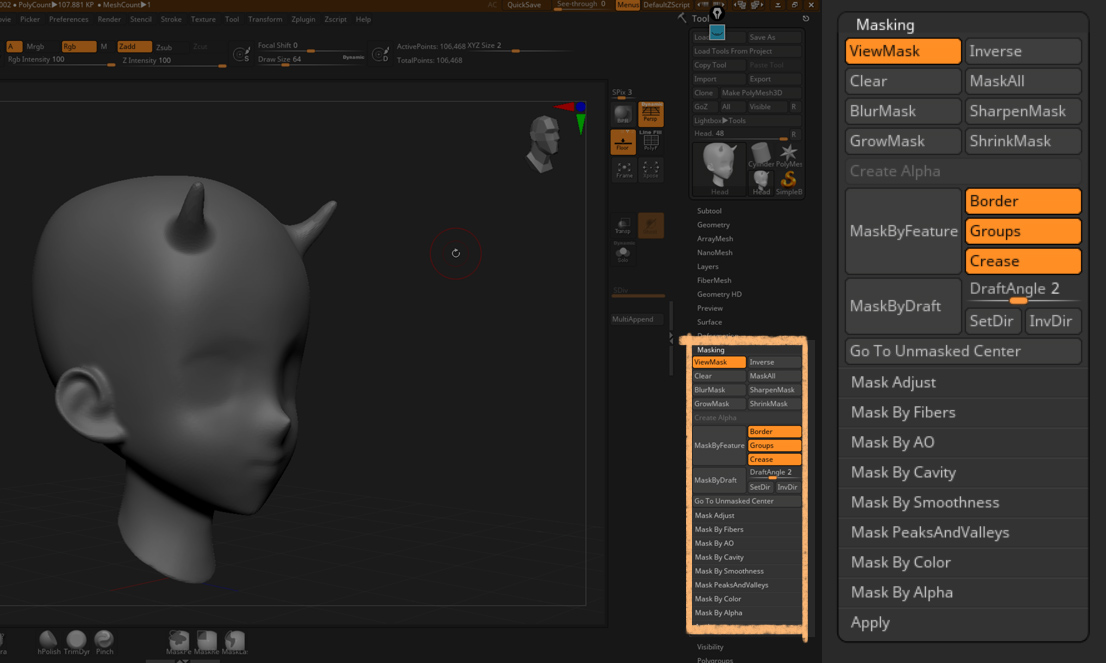 002 • PolyCount▶107.881 KP • MeshCount▶1
AC QuickSave See-through 0 Menus DefaultZScript
Picker Preferences Render Stencil Stroke Texture Tool Transform Zplugin Zscript Help
A Mrgb Rgb M Zadd Zsub Zcut
Rgb Intensity 100 Z Intensity 100
S Focal Shift 0
Draw Size 64 Dynamic D
ActivePoints: 106,468 XYZ Size 2
TotalPoints: 106,468
SPix 3
Persp
Line Fill
Floor
Frame
Transp
Dynamic
Solo
SDiv
MultiAppend
Tool
Save As
Load Tools From Project
Copy Tool Paste Tool
Import Export
Clone Make PolyMesh3D
GoZ All Visible R
Lightbox▶Tools
Head. 48 R
Head
Cylinder PolyMes
Head SimpleB
Subtool
Geometry
ArrayMesh
NanoMesh
Layers
FiberMesh
Geometry HD
Preview
Surface
Masking
ViewMask Inverse
Clear MaskAll
BlurMask SharpenMask
GrowMask ShrinkMask
Create Alpha
MaskByFeature
Border
Groups
Crease
MaskByDraft
DraftAngle 2
SetDir InvDir
Go To Unmasked Center
Mask Adjust
Mask By Fibers
Mask By AO
Mask By Cavity
Mask By Smoothness
Mask PeaksAndValleys
Mask By Color
Mask By Alpha
Visibility
Polygroups
hPolish TrimDyr Pinch MaskPe
Masking
ViewMask Inverse
Clear MaskAll
BlurMask SharpenMask
GrowMask ShrinkMask
Create Alpha
MaskByFeature
Border
Groups
Crease
MaskByDraft
DraftAngle 2
SetDir InvDir
Go To Unmasked Center
Mask Adjust
Mask By Fibers
Mask By AO
Mask By Cavity
Mask By Smoothness
Mask PeaksAndValleys
Mask By Color
Mask By Alpha
Apply